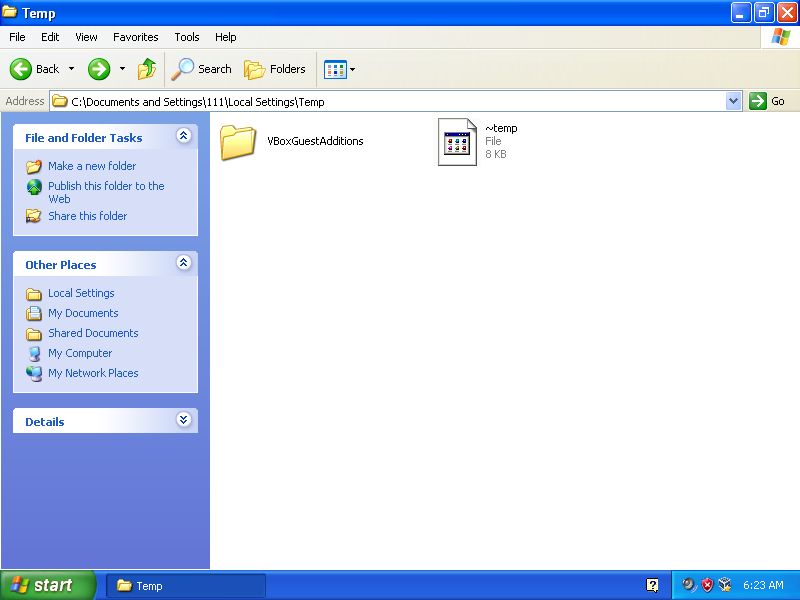 Temp
File Edit View Favorites Tools Help
Back Search Folders
Address C:\Documents and Settings\111\Local Settings\Temp Go
File and Folder Tasks
Make a new folder
Publish this folder to the
Web
Share this folder
Other Places
Local Settings
My Documents
Shared Documents
My Computer
My Network Places
Details
VBoxGuestAdditions
~temp
File
8 KB
start Temp 6:23 AM